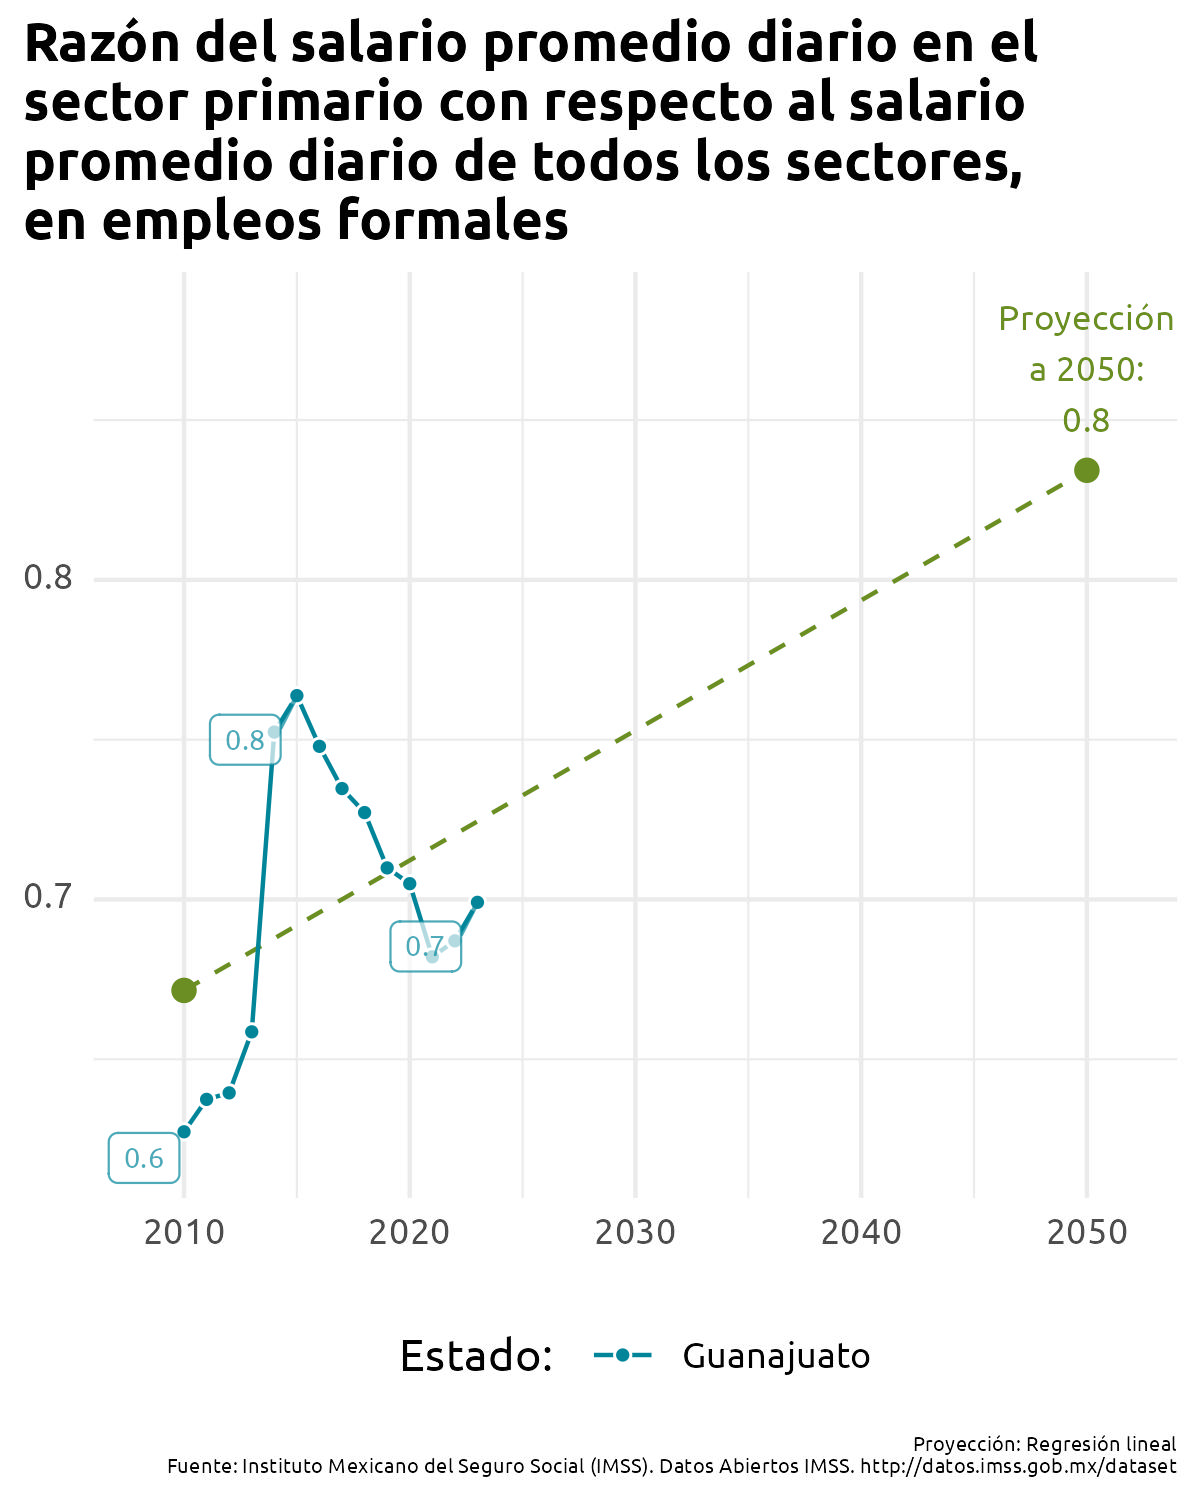 Razón del salario promedio diario en el
sector primario con respecto al salario
promedio diario de todos los sectores,
en empleos formales
Proyección
a 2050:
0.8
0.8
0.8
0.7
0.7
0.6
2010 2020 2030 2040 2050
Estado: Guanajuato
Proyección: Regresión lineal
Fuente: Instituto Mexicano del Seguro Social (IMSS). Datos Abiertos IMSS. http://datos.imss.gob.mx/dataset